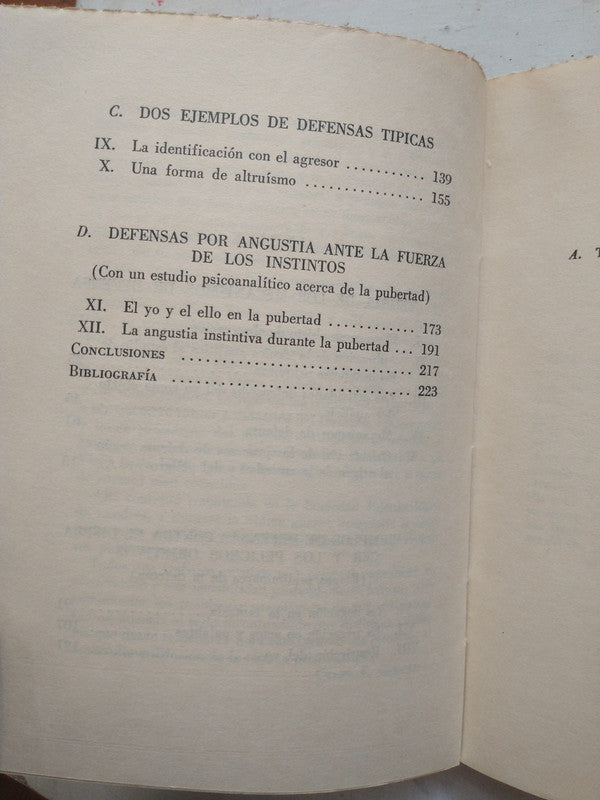 C. DOS EJEMPLOS DE DEFENSAS TIPICAS
IX. La identificación con el agresor ........... 139
X. Una forma de altruísmo ................ 155
D. DEFENSAS POR ANGUSTIA ANTE LA FUERZA
DE LOS INSTINTOS
(Con un estudio psicoanalítico acerca de la pubertad)
XI. El yo y el ello en la pubertad ............ 173
XII. La angustia instintiva durante la pubertad ... 191
CONCLUSIONES ................................ 217
BIBLIOGRAFÍA ................................. 223
A.